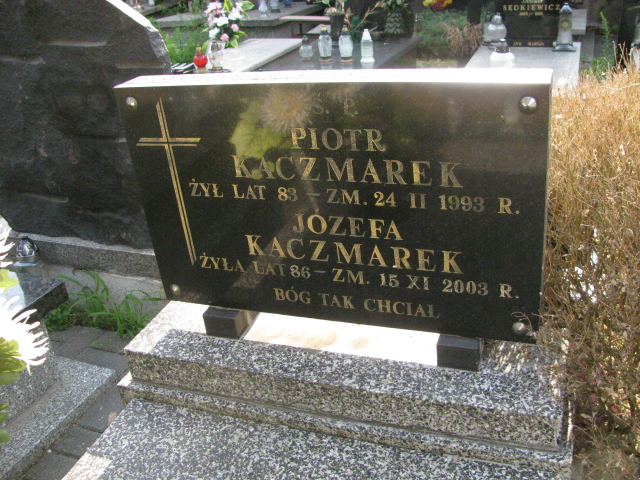 Ś. P.
PIOTR
KACZMAREK
ŻYŁ LAT 83 – ZM. 24 II 1993 R.
JÓZEFA
KACZMAREK
ŻYŁA LAT 86 – ZM. 15 XI 2003 R.
BÓG TAK CHCIAŁ
SĘDKIEWICZ